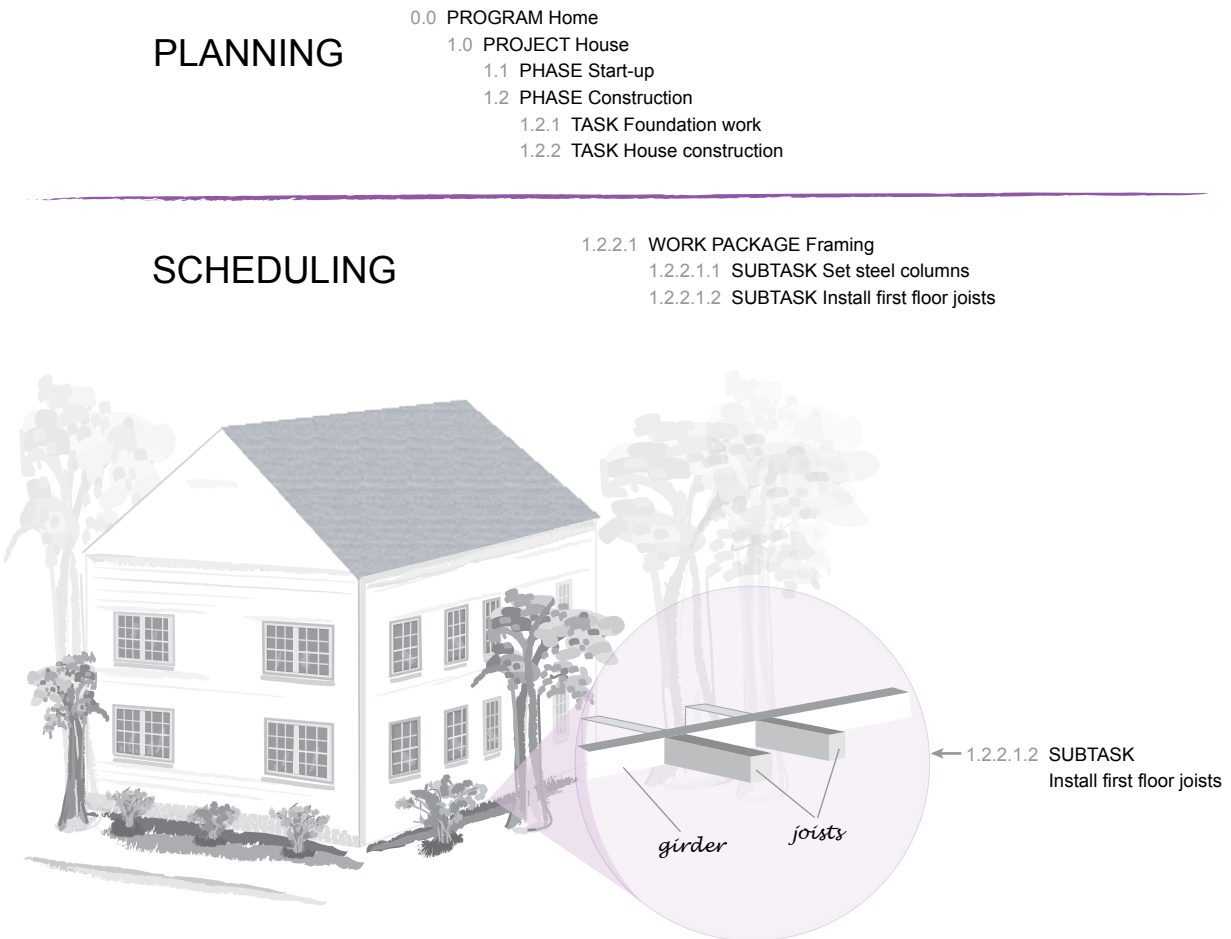 PLANNING
0.0 PROGRAM Home
1.0 PROJECT House
1.1 PHASE Start-up
1.2 PHASE Construction
1.2.1 TASK Foundation work
1.2.2 TASK House construction
SCHEDULING
1.2.2.1 WORK PACKAGE Framing
1.2.2.1.1 SUBTASK Set steel columns
1.2.2.1.2 SUBTASK Install first floor joists
1.2.2.1.2 SUBTASK
Install first floor joists
girder
joists